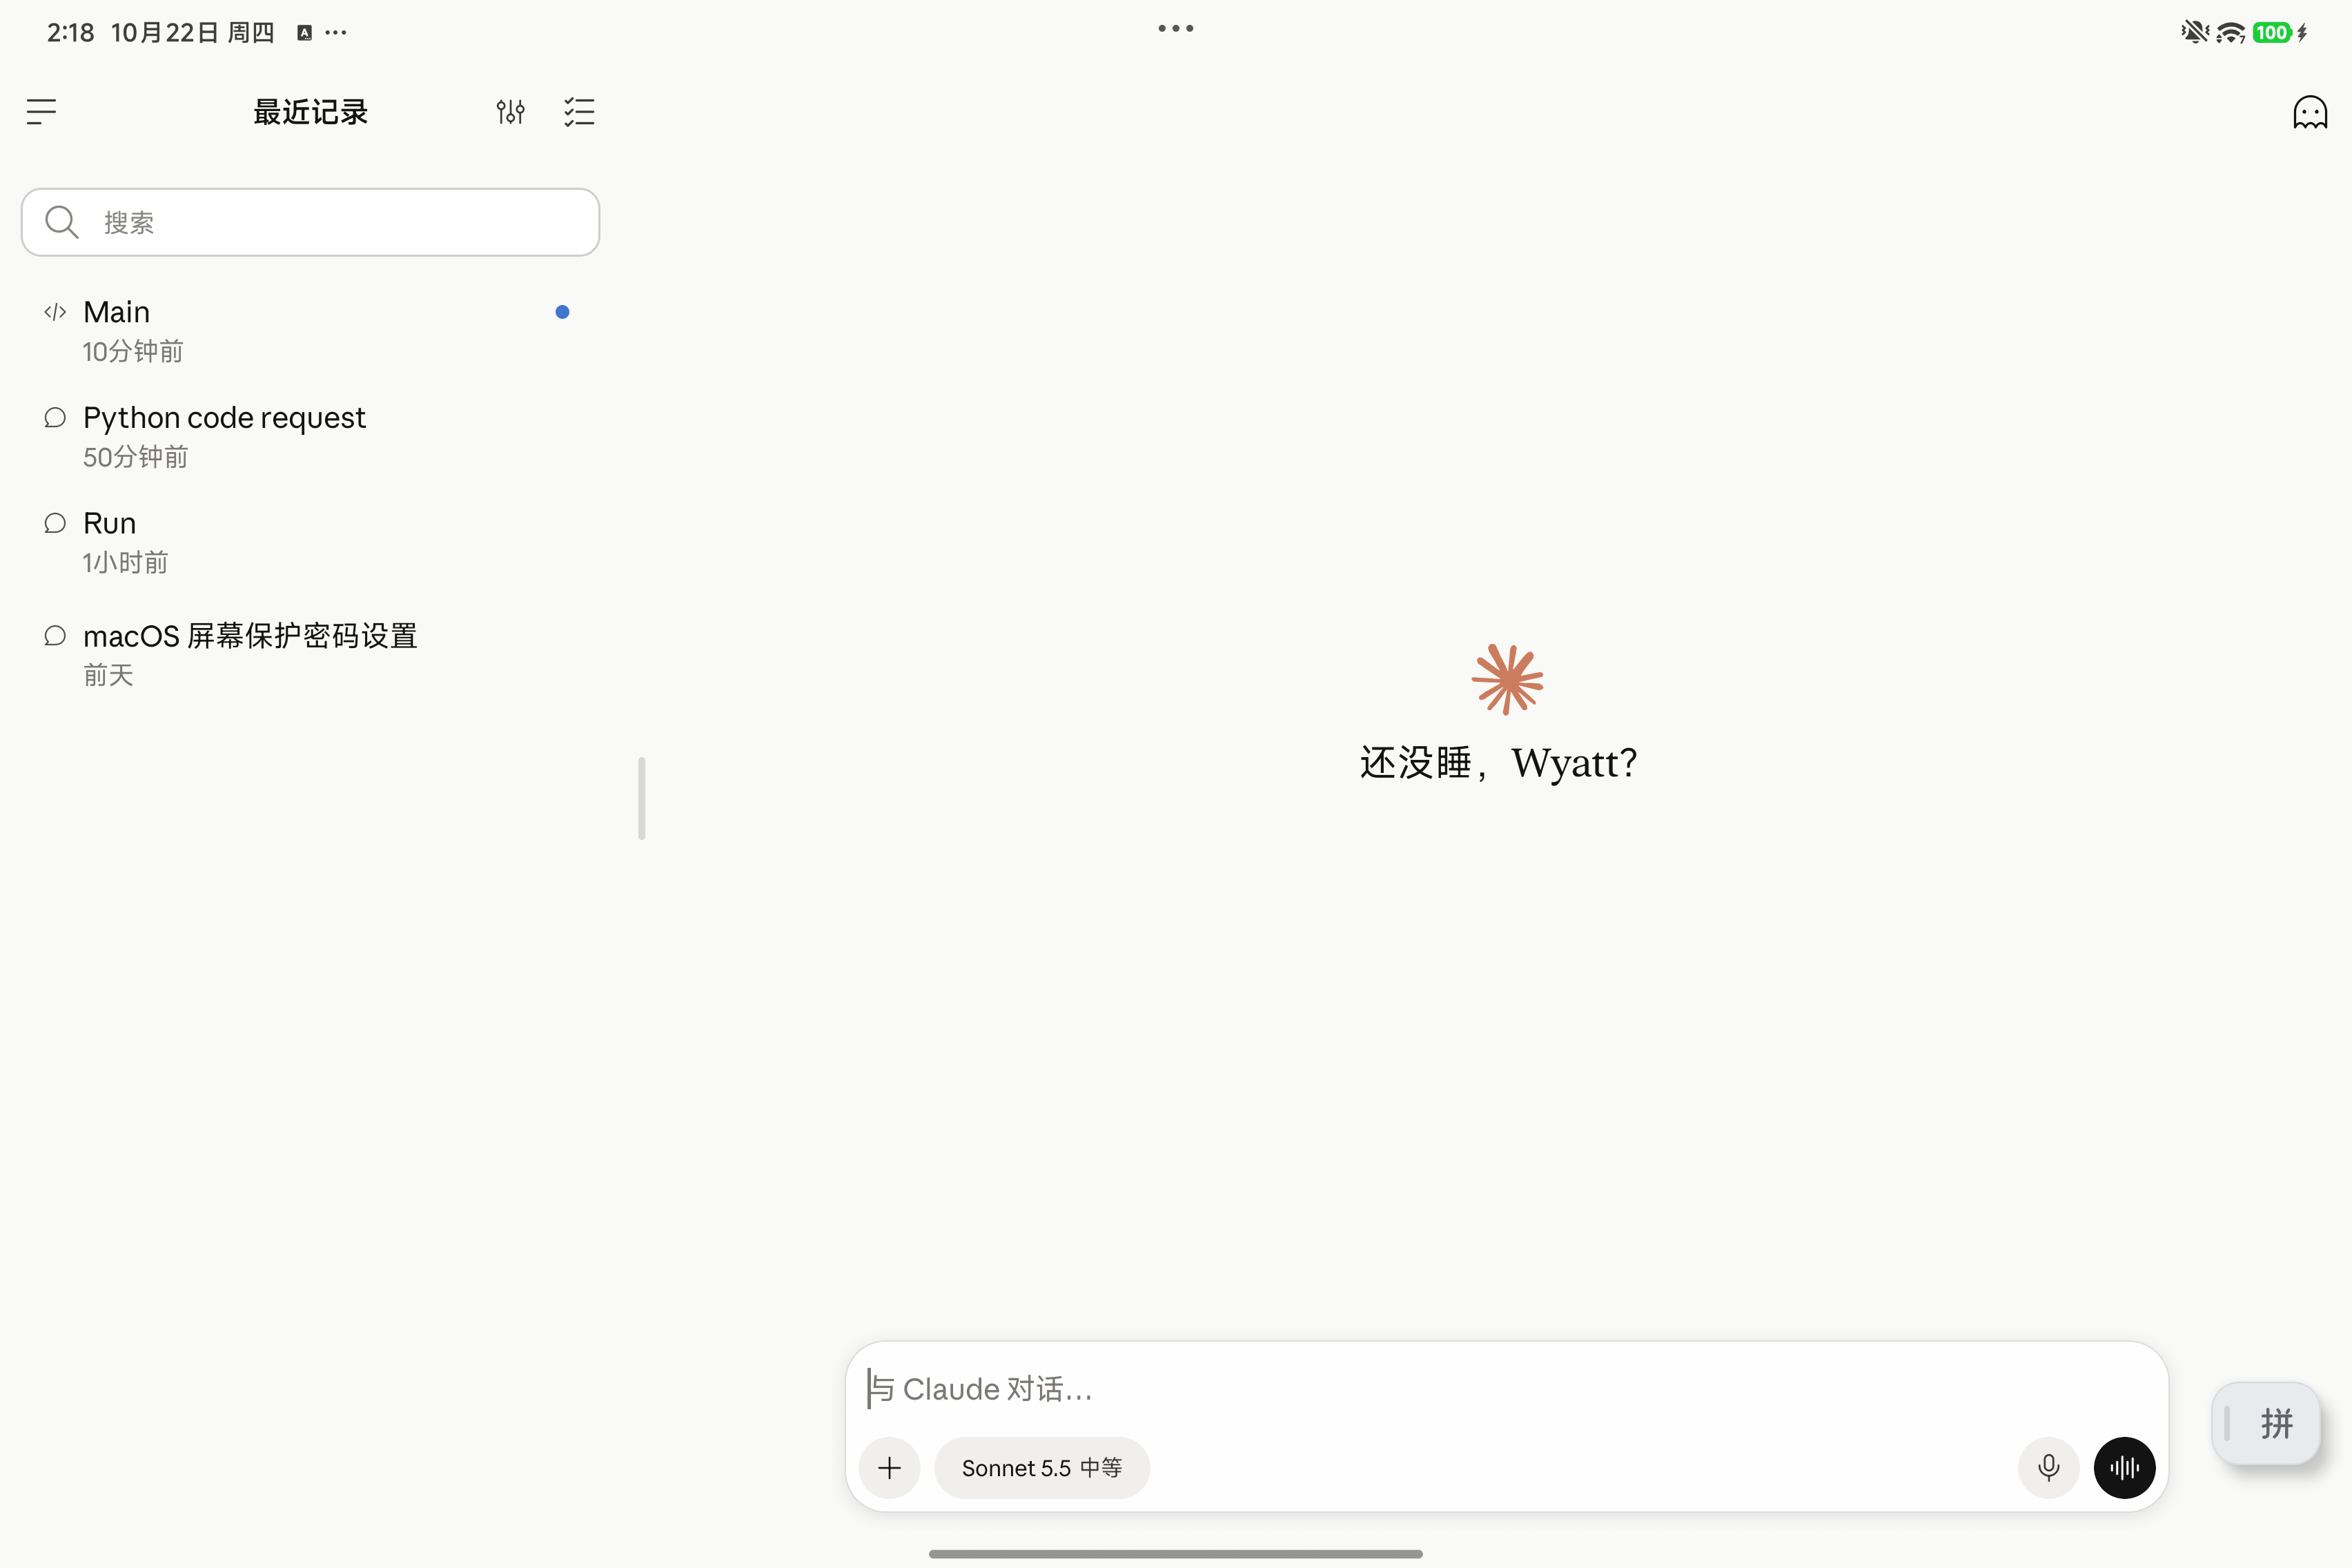 2:18 10月22日 周四
100
最近记录
搜索
Main
10分钟前
Python code request
50分钟前
Run
1小时前
macOS 屏幕保护密码设置
前天
还没睡，Wyatt？
与 Claude 对话…
Sonnet 5.5 中等
拼